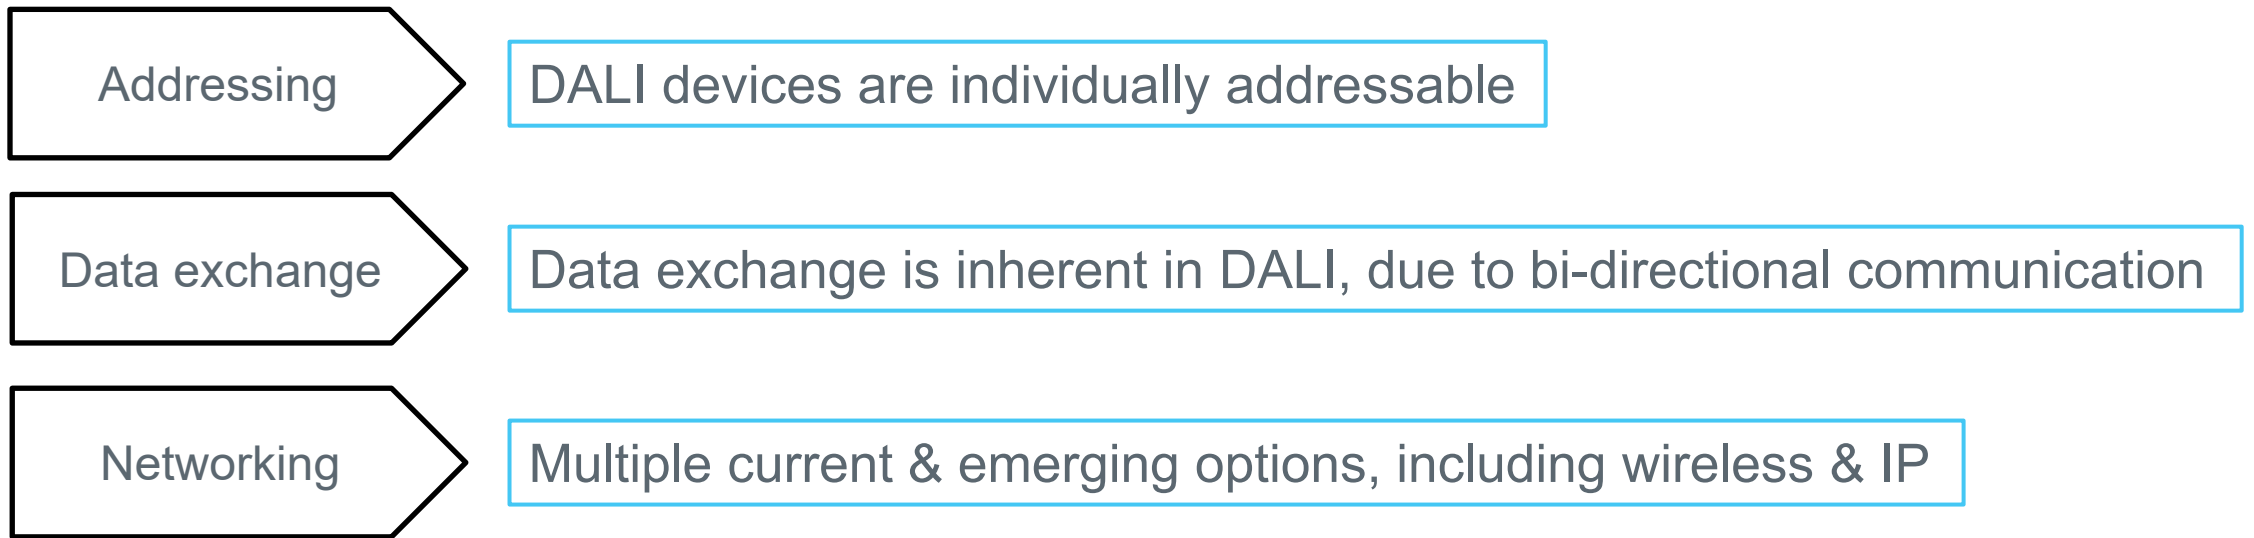 Addressing
DALI devices are individually addressable
Data exchange
Data exchange is inherent in DALI, due to bi-directional communication
Networking
Multiple current & emerging options, including wireless & IP